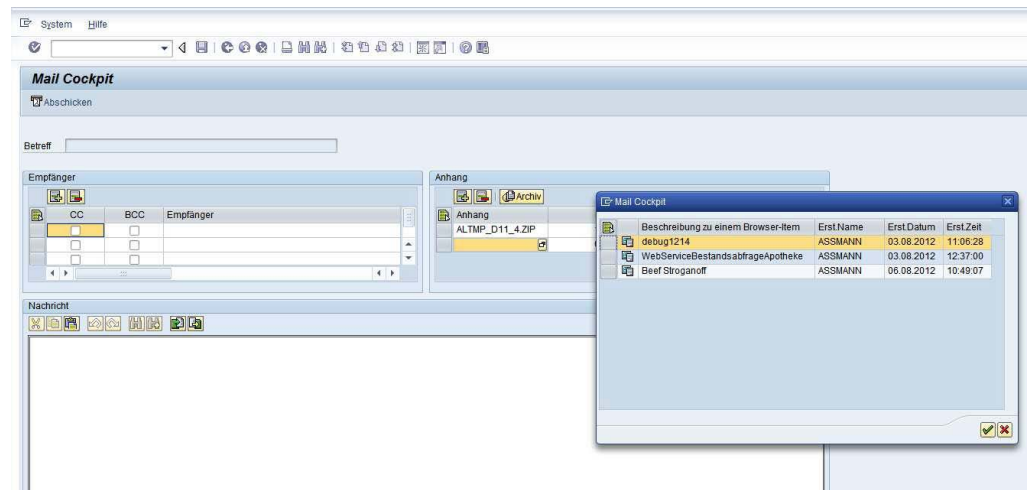 System Hilfe
Mail Cockpit
Abschicken
Betreff
Empfänger
CC BCC Empfänger
Anhang
Archiv
Anhang
ALTMP_D11_4.ZIP
Nachricht
Mail Cockpit
Beschreibung zu einem Browser-Item Erst.Name Erst.Datum Erst.Zeit
debug1214 ASSMANN 03.08.2012 11:06:28
WebServiceBestandsabfrageApotheke ASSMANN 03.08.2012 12:37:00
Beef Stroganoff ASSMANN 06.08.2012 10:49:07